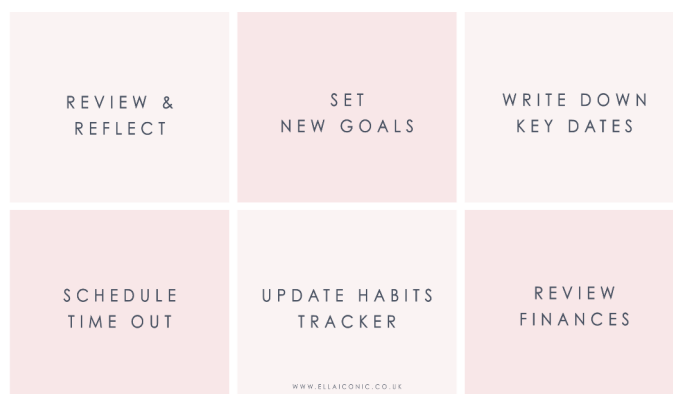 REVIEW &
REFLECT
SET
NEW GOALS
WRITE DOWN
KEY DATES
SCHEDULE
TIME OUT
UPDATE HABITS
TRACKER
REVIEW
FINANCES
WWW.ELLAICONIC.CO.UK